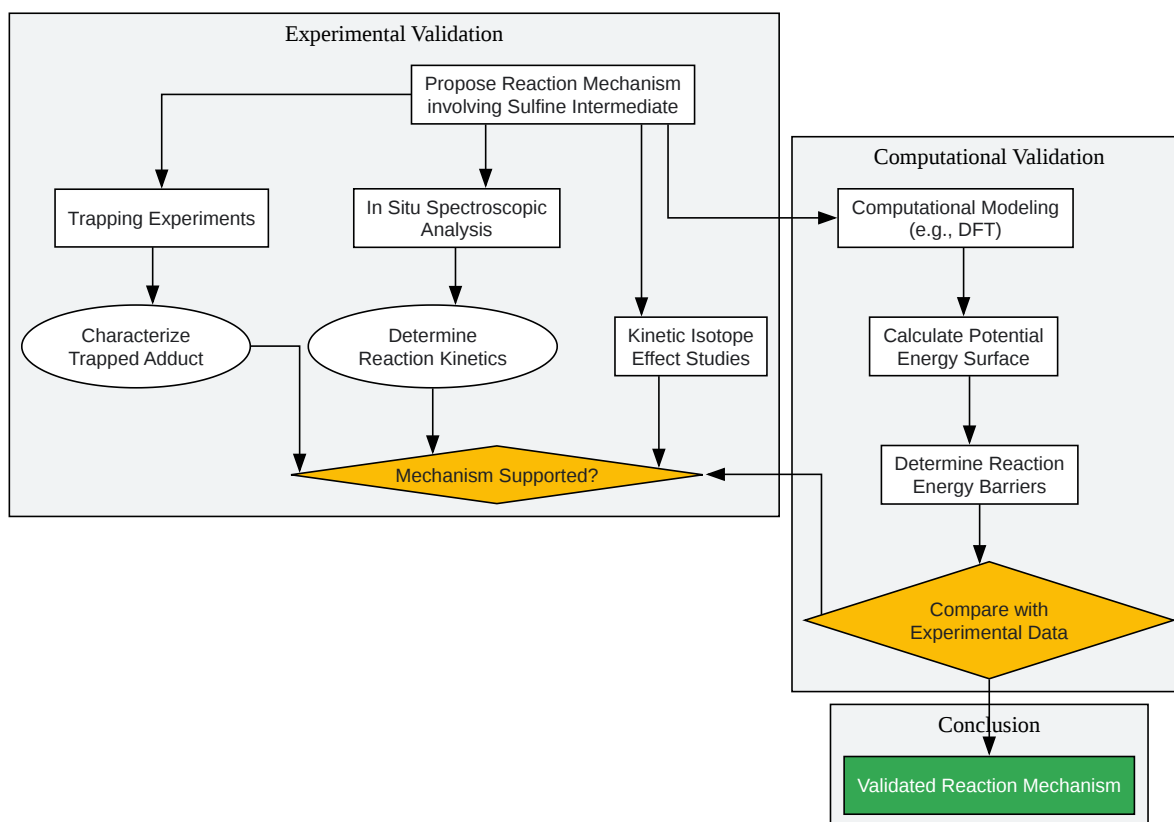 Experimental Validation
Propose Reaction Mechanism
involving Sulfine Intermediate
Trapping Experiments
In Situ Spectroscopic
Analysis
Characterize
Trapped Adduct
Determine
Reaction Kinetics
Kinetic Isotope
Effect Studies
Mechanism Supported?
Computational Validation
Computational Modeling
(e.g., DFT)
Calculate Potential
Energy Surface
Determine Reaction
Energy Barriers
Compare with
Experimental Data
Conclusion
Validated Reaction Mechanism